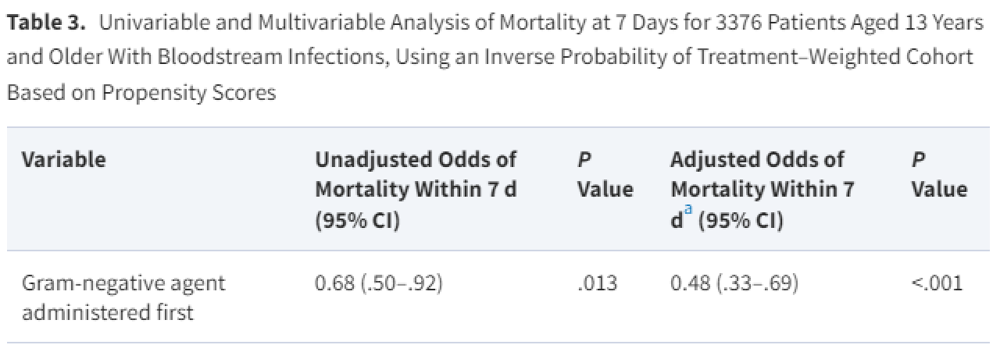 Table 3. Univariable and Multivariable Analysis of Mortality at 7 Days for 3376 Patients Aged 13 Years
and Older With Bloodstream Infections, Using an Inverse Probability of Treatment–Weighted Cohort
Based on Propensity Scores
Variable
Unadjusted Odds of
Mortality Within 7 d
(95% CI)
P
Value
Adjusted Odds of
Mortality Within 7
dᵃ (95% CI)
P
Value
Gram-negative agent
administered first
0.68 (.50–.92)
.013
0.48 (.33–.69)
<.001